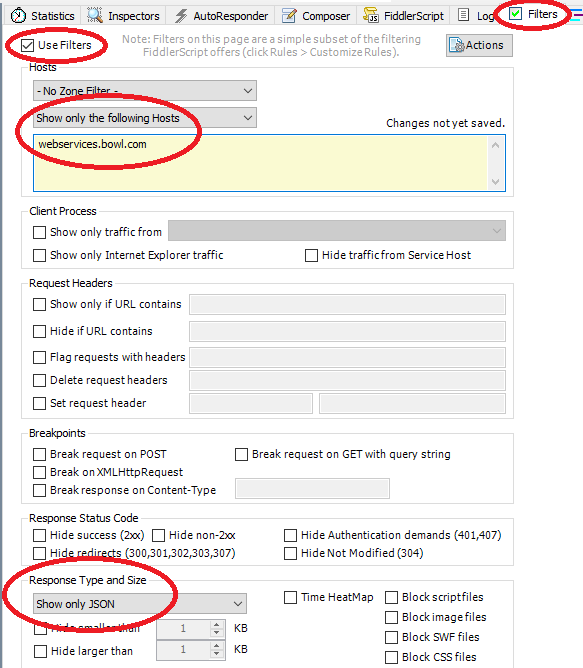 Statistics Inspectors AutoResponder Composer FiddlerScript Log Filters
Use Filters
Note: Filters on this page are a simple subset of the filtering
FiddlerScript offers (click Rules > Customize Rules).
Actions
Hosts
- No Zone Filter -
Show only the following Hosts
Changes not yet saved.
webservices.bowl.com
Client Process
Show only traffic from
Show only Internet Explorer traffic Hide traffic from Service Host
Request Headers
Show only if URL contains
Hide if URL contains
Flag requests with headers
Delete request headers
Set request header
Breakpoints
Break request on POST Break request on GET with query string
Break on XMLHttpRequest
Break response on Content-Type
Response Status Code
Hide success (2xx) Hide non-2xx Hide Authentication demands (401,407)
Hide redirects (300,301,302,303,307) Hide Not Modified (304)
Response Type and Size
Show only JSON Time HeatMap Block script files
Hide smaller than 1 KB Block image files
Hide larger than 1 KB Block SWF files
Block CSS files